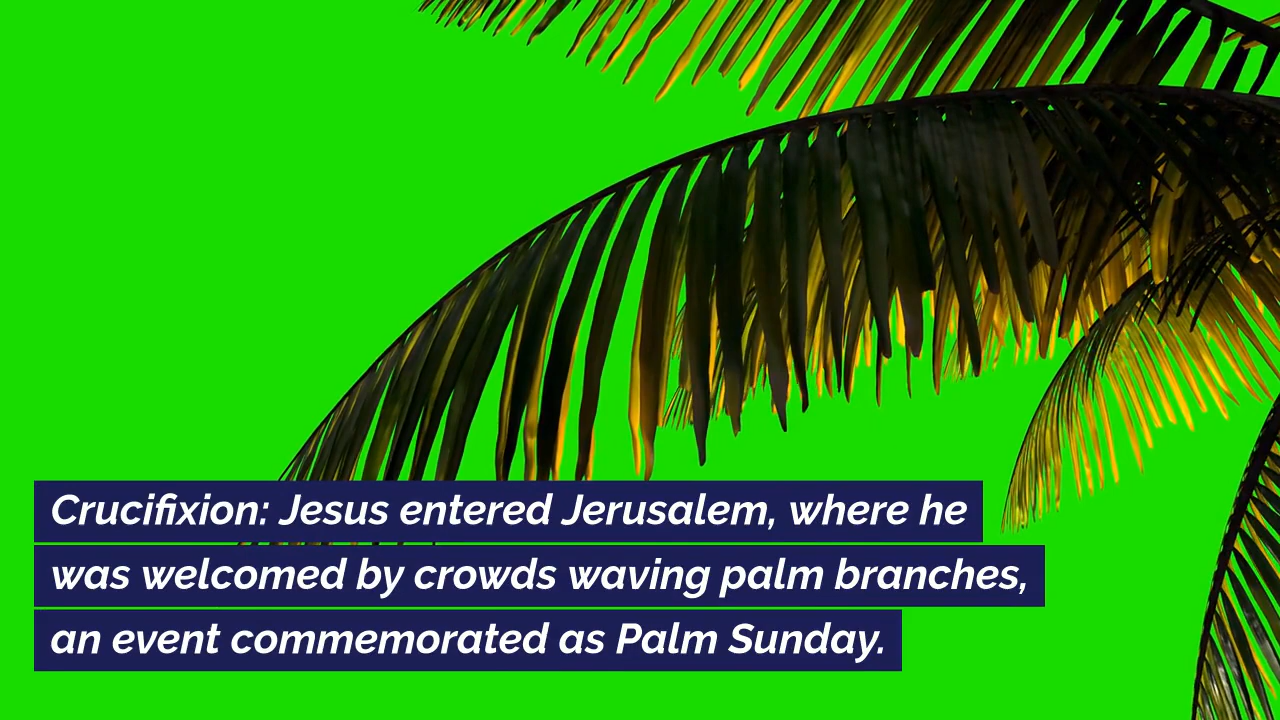 Crucifixion: Jesus entered Jerusalem, where he
was welcomed by crowds waving palm branches,
an event commemorated as Palm Sunday.